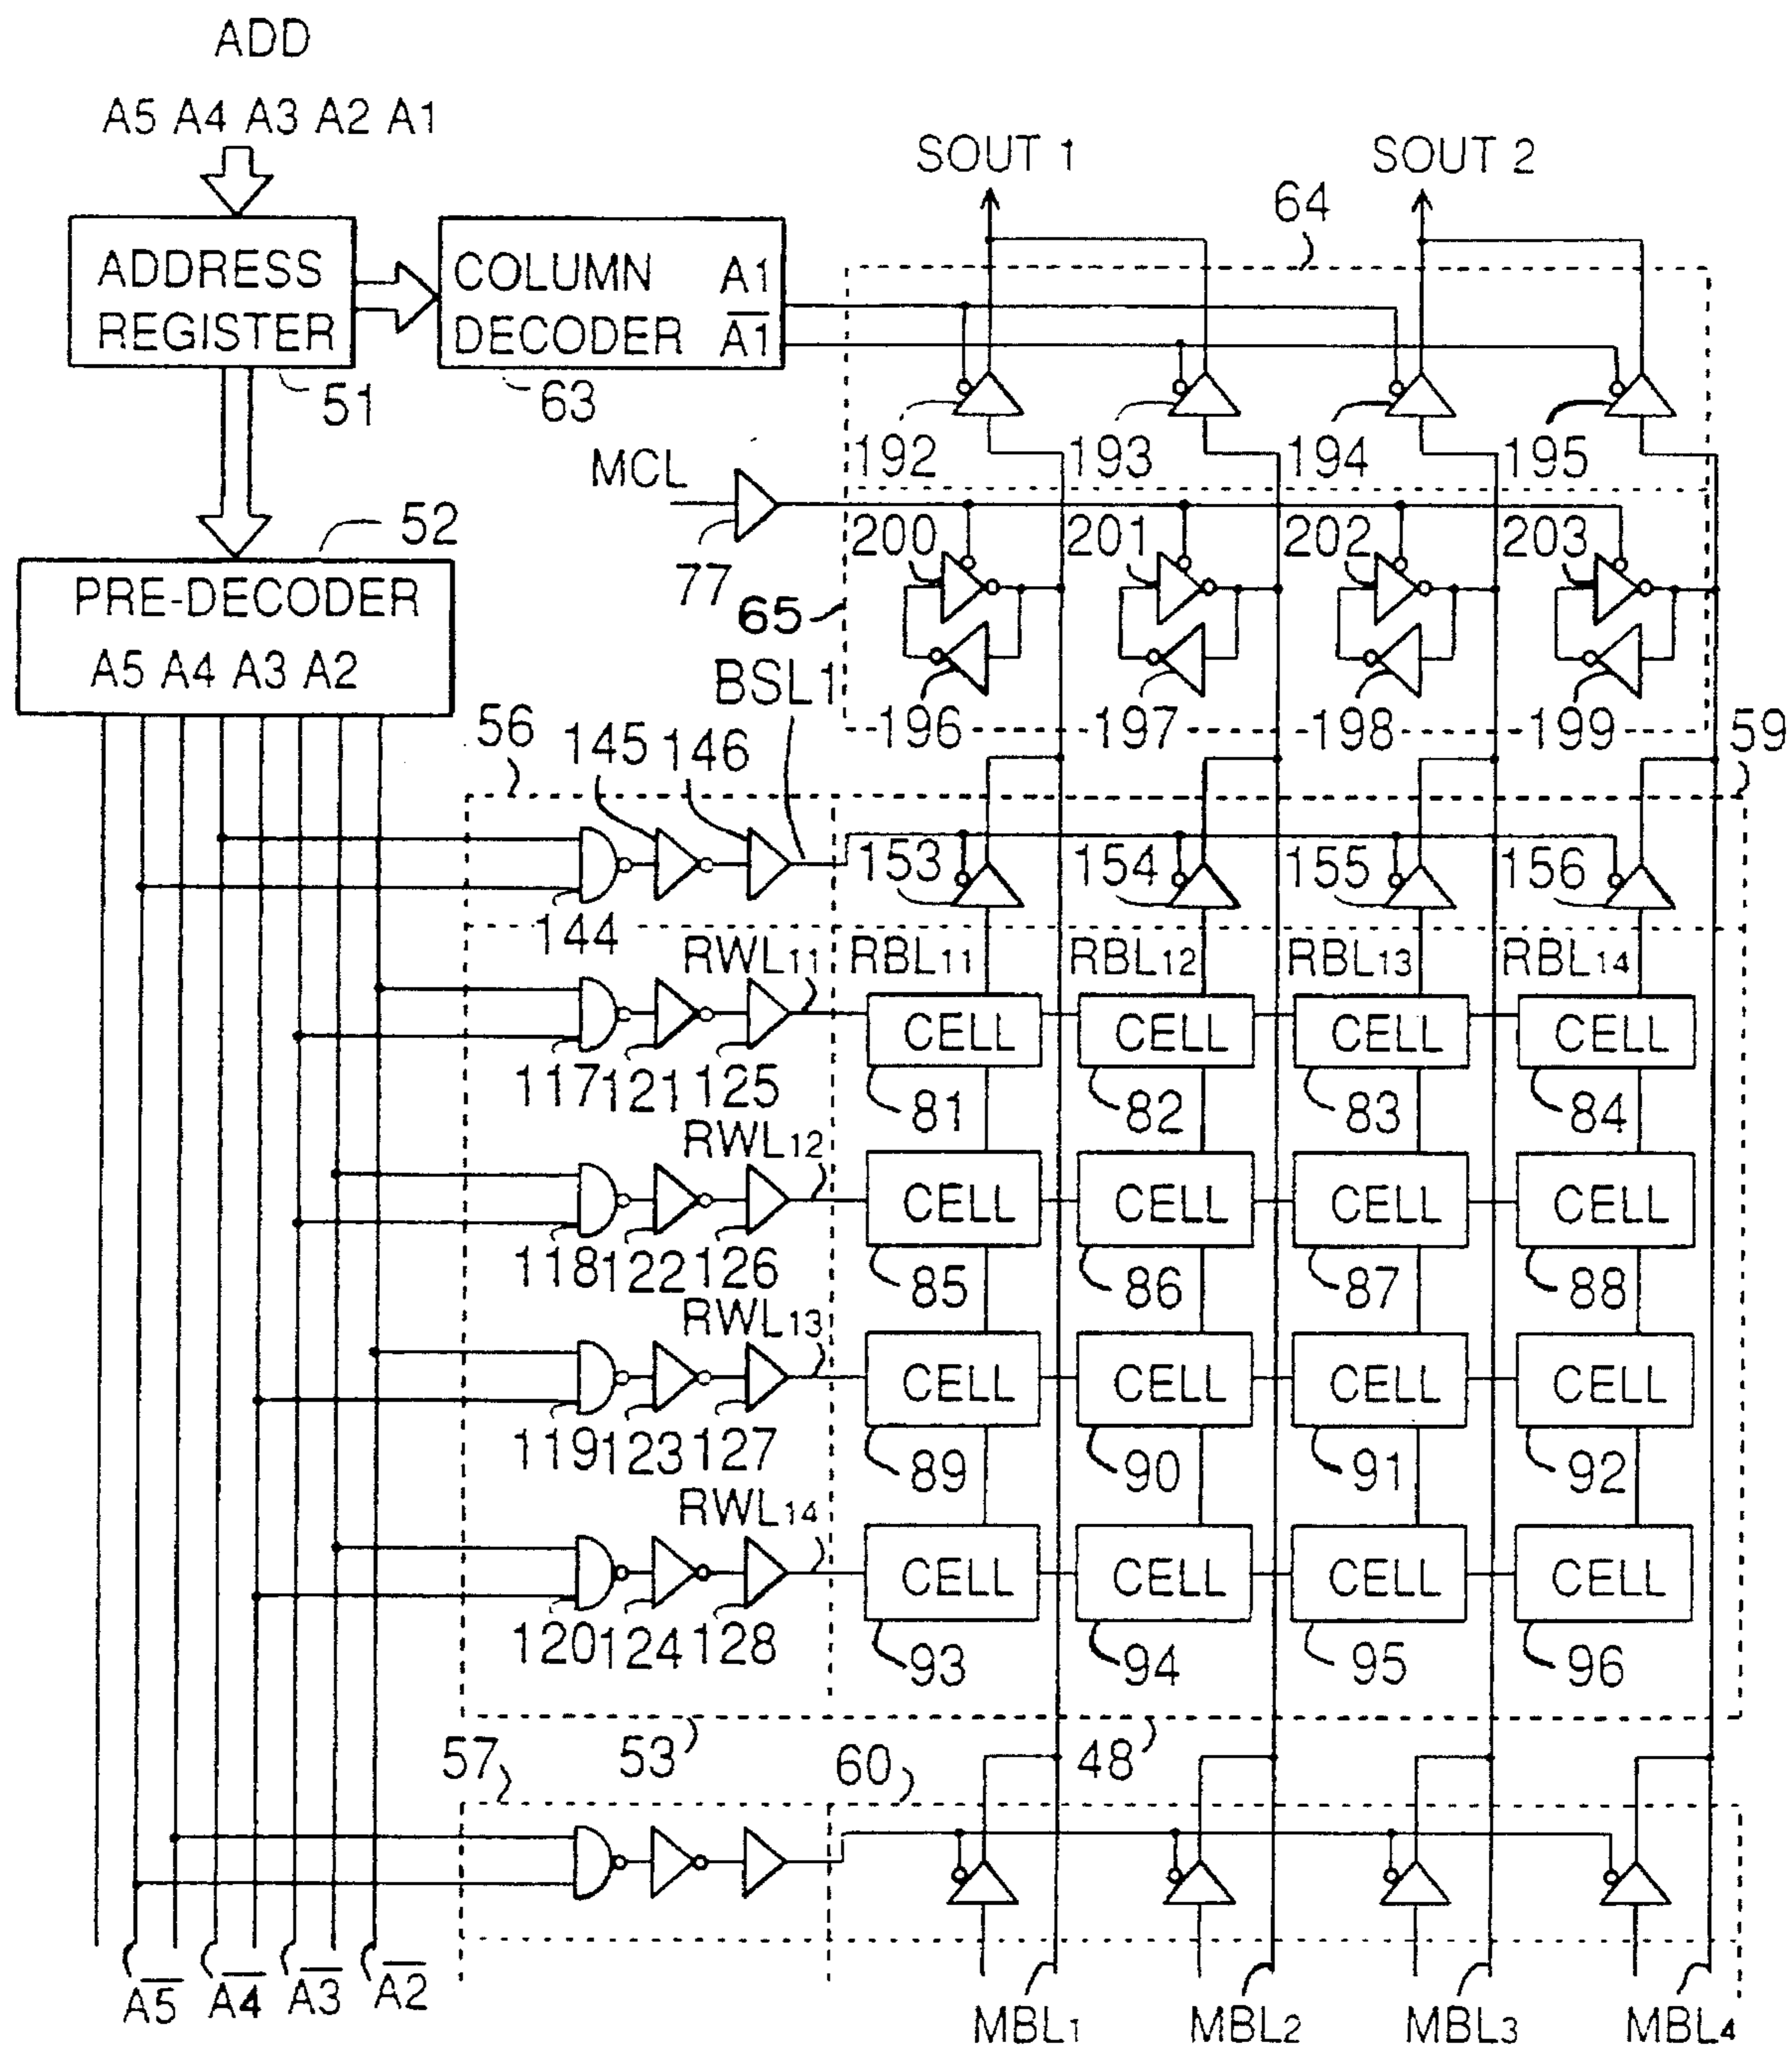 ADD
A5 A4 A3 A2 A1
SOUT 1 SOUT 2
64
ADDRESS REGISTER
COLUMN DECODER
A1
A̅1̅
51
63
192 193 194 195
MCL
77
52
200 201 202 203
PRE-DECODER
A5 A4 A3 A2
65
BSL1
196 197 198 199
56 145 146
59
153 154 155 156
144
RWL11 RBL11 RBL12 RBL13 RBL14
CELL CELL CELL CELL
117 121 125
81 82 83 84
RWL12
CELL CELL CELL CELL
118 122 126
85 86 87 88
RWL13
CELL CELL CELL CELL
119 123 127
89 90 91 92
RWL14
CELL CELL CELL CELL
120 124 128
93 94 95 96
57 53 60 48
A̅5̅ A̅4̅ A̅3̅ A̅2̅
MBL1 MBL2 MBL3 MBL4